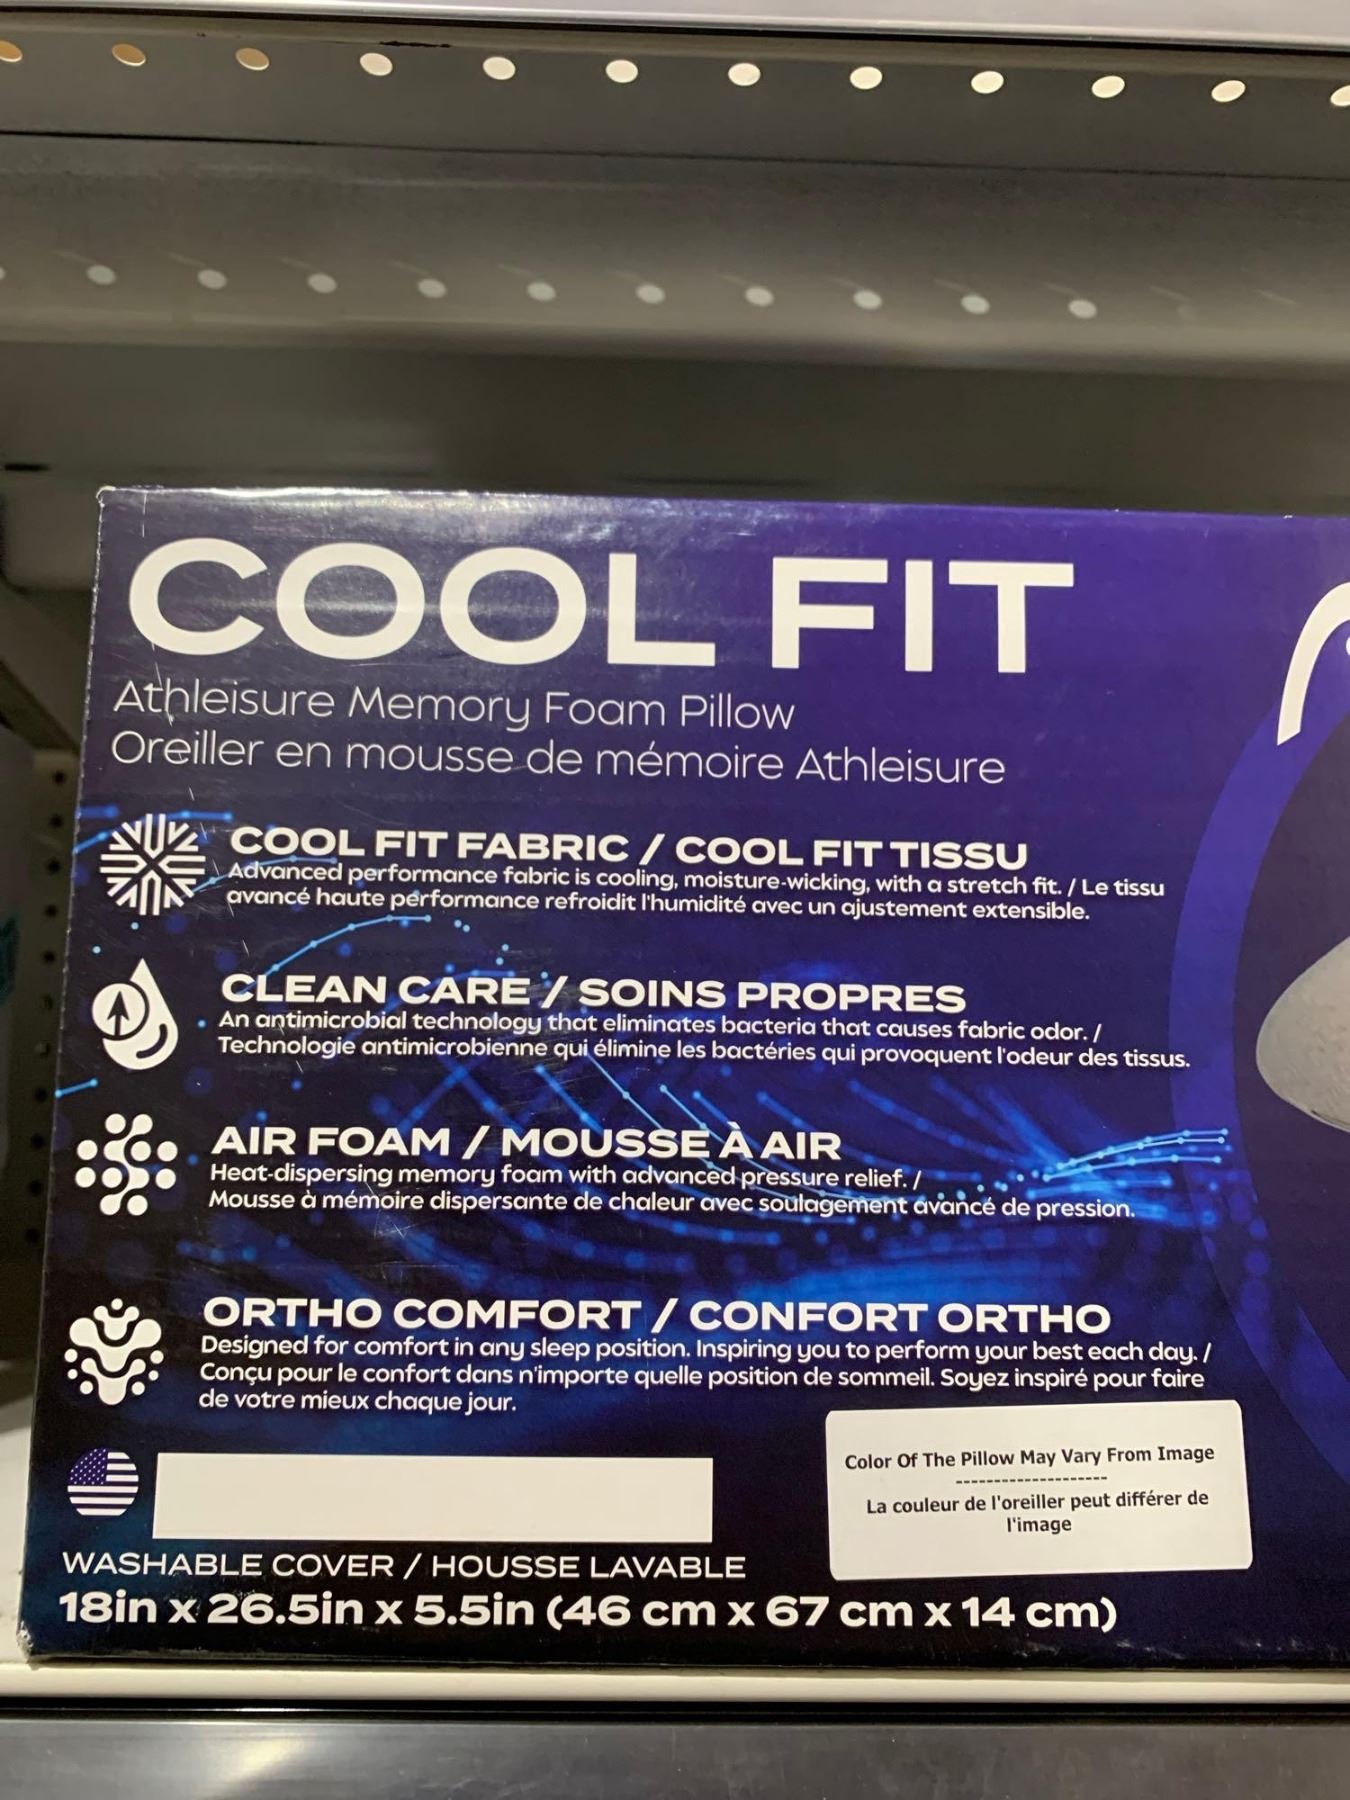 COOL FIT
Athleisure Memory Foam Pillow
Oreiller en mousse de mémoire Athleisure
COOL FIT FABRIC / COOL FIT TISSU
Advanced performance fabric is cooling, moisture-wicking, with a stretch fit. / Le tissu
avancé haute performance refroidit l'humidité avec un ajustement extensible.
CLEAN CARE / SOINS PROPRES
An antimicrobial technology that eliminates bacteria that causes fabric odor. /
Technologie antimicrobienne qui élimine les bactéries qui provoquent l'odeur des tissus.
AIR FOAM / MOUSSE À AIR
Heat-dispersing memory foam with advanced pressure relief. /
Mousse à mémoire dispersante de chaleur avec soulagement avancé de pression.
ORTHO COMFORT / CONFORT ORTHO
Designed for comfort in any sleep position. Inspiring you to perform your best each day. /
Conçu pour le confort dans n'importe quelle position de sommeil. Soyez inspiré pour faire
de votre mieux chaque jour.
Color Of The Pillow May Vary From Image
--------------------
La couleur de l'oreiller peut différer de
l'image
WASHABLE COVER / HOUSSE LAVABLE
18in x 26.5in x 5.5in (46 cm x 67 cm x 14 cm)